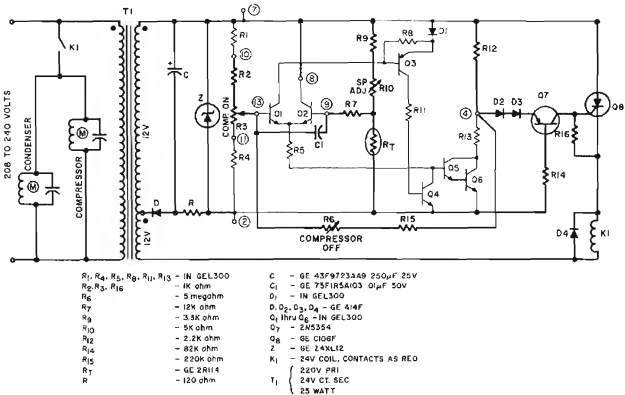 T1
7
K1
208 TO 240 VOLTS
CONDENSER
M
COMPRESSOR
M
12V
12V
+
C
Z
D
R
R1
10
R2
COMP. ON
R3
11
R4
2
13
Q1
8
Q2
9
C1
R5
R7
R9
SP
ADJ
R10
RT
R8
D1
Q3
R11
Q4
Q5
Q6
R12
4
R13
D2
D3
Q7
R16
R14
Q8
D4
K1
R6
COMPRESSOR
OFF
R15
R1, R4, R5, R8, R11, R13 - IN GEL300
R2, R3, R16 - 1K ohm
R6 - 5 megohm
R7 - 12K ohm
R9 - 3.3K ohm
R10 - 5K ohm
R12 - 2.2K ohm
R14 - 82K ohm
R15 - 220K ohm
RT - GE 2R114
R - 120 ohm
C - GE 43F9723AA9 250µF 25V
C1 - GE 75F1R5A103 .01µF 50V
D1 - IN GEL300
D, D2, D3, D4 - GE A14F
Q1 thru Q6 - IN GEL300
Q7 - 2N5354
Q8 - GE C106F
Z - GE Z4XL12
K1 - 24V COIL, CONTACTS AS REQ
T1 { 220V PRI
24V CT. SEC
25 WATT